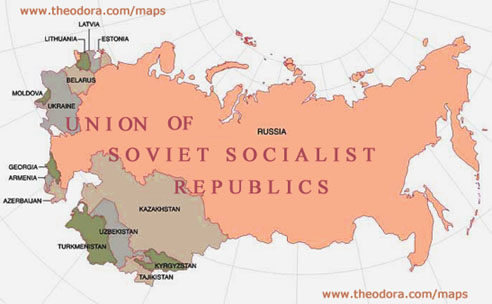 www.theodora.com/maps
LATVIA
LITHUANIA
ESTONIA
BELARUS
MOLDOVA
UKRAINE
UNION OF
RUSSIA
SOVIET SOCIALIST
GEORGIA
ARMENIA
REPUBLICS
AZERBAIJAN
KAZAKHSTAN
UZBEKISTAN
TURKMENISTAN
KYRGYZSTAN
TAJIKISTAN
www.theodora.com/maps